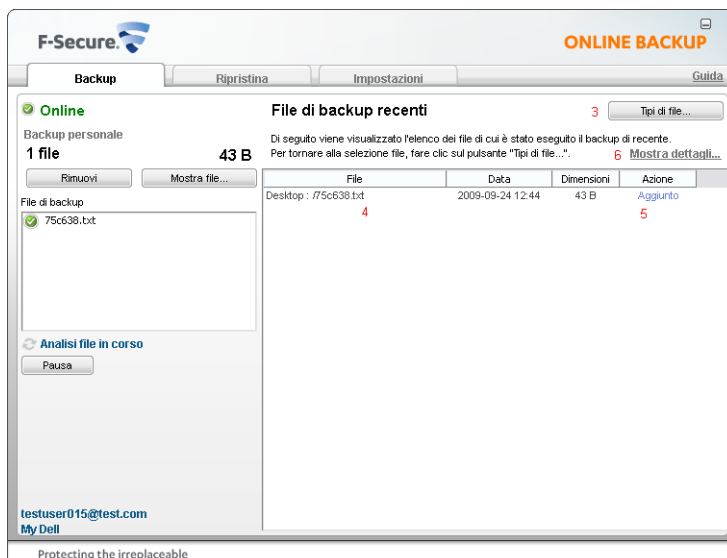 F-Secure.
ONLINE BACKUP
Backup
Ripristina
Impostazioni
Guida
Online
Backup personale
1 file
43 B
Rimuovi
Mostra file...
File di backup
75c638.txt
Analisi file in corso
Pausa
testuser015@test.com
My Dell
File di backup recenti
3
Tipi di file...
Di seguito viene visualizzato l'elenco dei file di cui è stato eseguito il backup di recente.
Per tornare alla selezione file, fare clic sul pulsante "Tipi di file...".
6
Mostra dettagli...
File Data Dimensioni Azione
Desktop : /75c638.txt 2009-09-24 12:44 43 B Aggiunto
4
5
Protecting the irreplaceable